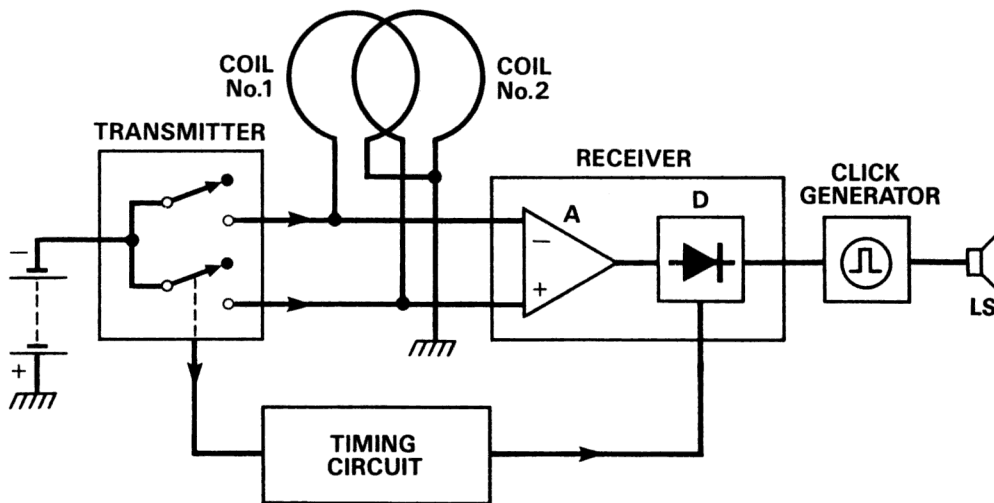 COIL
No.1
COIL
No.2
TRANSMITTER
RECEIVER
CLICK
GENERATOR
A
D
−
−
+
+
LS
TIMING
CIRCUIT